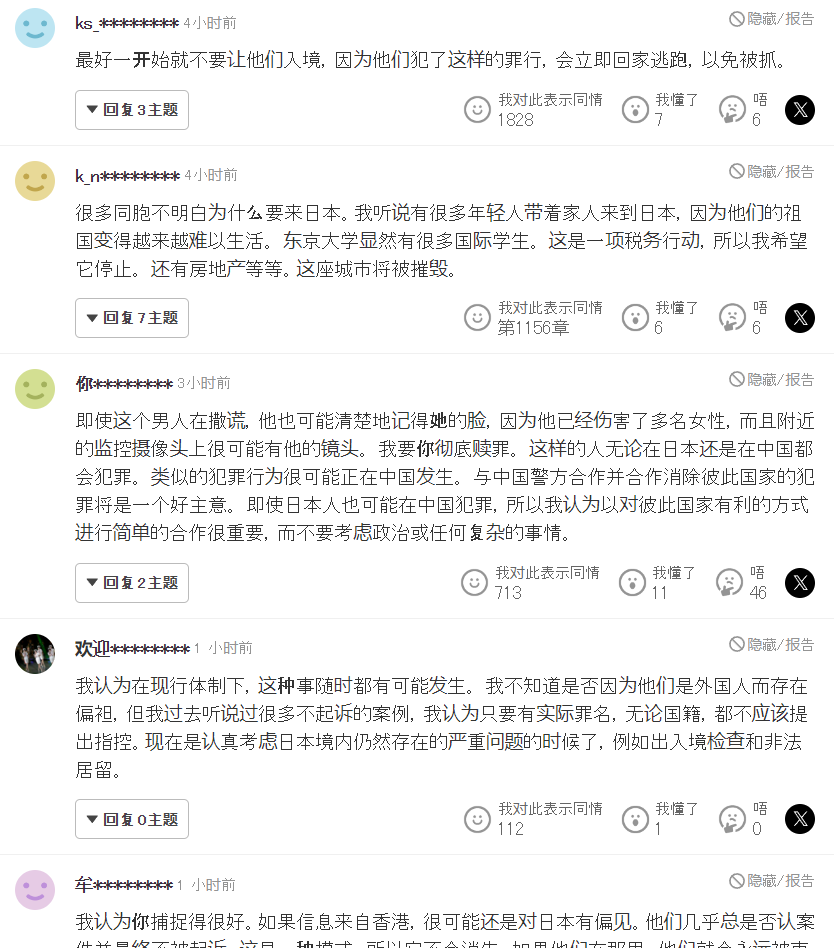 ks_******** 4小时前
隐藏/报告
最好一开始就不要让他们入境，因为他们犯了这样的罪行，会立即回家逃跑，以免被抓。
回复3主题
我对此表示同情
1828
我懂了
7
唔
6
k_n******** 4小时前
隐藏/报告
很多同胞不明白为什么要来日本。我听说有很多年轻人带着家人来到日本，因为他们的祖
国变得越来越难以生活。东京大学显然有很多国际学生。这是一项税务行动，所以我希望
它停止。还有房地产等等。这座城市将被摧毁。
回复7主题
我对此表示同情
第1156章
我懂了
6
唔
6
你******** 3小时前
隐藏/报告
即使这个男人在撒谎，他也可能清楚地记得她的脸，因为他已经伤害了多名女性，而且附近
的监控摄像头上很可能有他的镜头。我要你彻底赎罪。这样的人无论在日本还是在中国都
会犯罪。类似的犯罪行为很可能正在中国发生。与中国警方合作并合作消除彼此国家的犯
罪将是一个好主意。即使日本人也可能在中国犯罪，所以我认为以对彼此国家有利的方式
进行简单的合作很重要，而不要考虑政治或任何复杂的事情。
回复2主题
我对此表示同情
713
我懂了
11
唔
46
欢迎******** 1 小时前
隐藏/报告
我认为在现行体制下，这种事随时都有可能发生。我不知道是否因为他们是外国人而存在
偏袒，但我过去听说过很多不起诉的案例，我认为只要有实际罪名，无论国籍，都不应该提
出指控。现在是认真考虑日本境内仍然存在的严重问题的时候了，例如出入境检查和非法
居留。
回复0主题
我对此表示同情
112
我懂了
1
唔
0
牟******** 1 小时前
隐藏/报告
我认为你捕捉得很好。如果信息来自香港，很可能还是对日本有偏见。他们几乎总是否认案